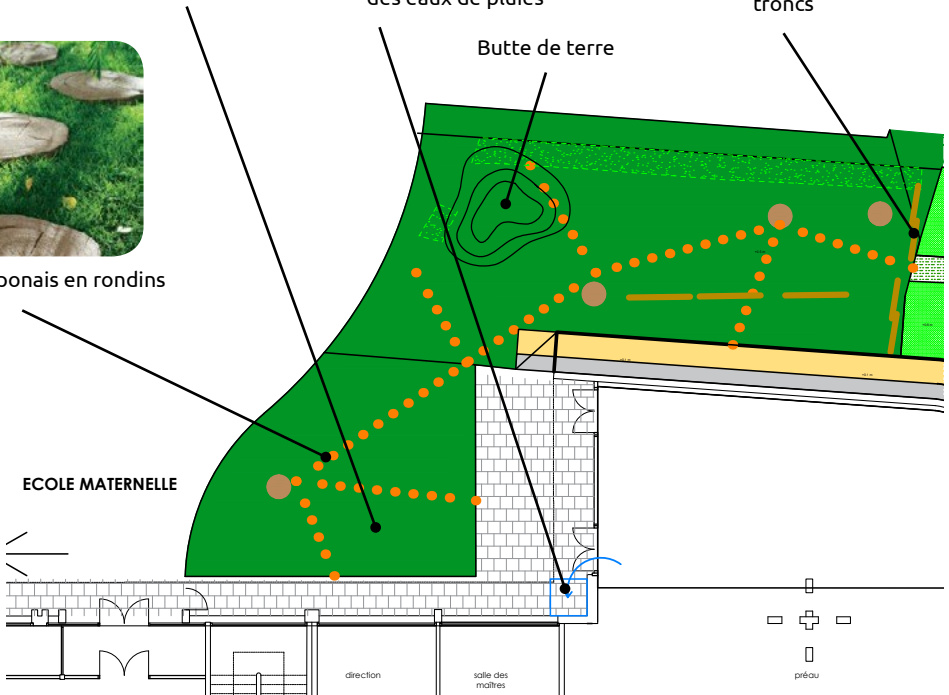 des eaux de pluies
troncs
Butte de terre
ponais en rondins
ECOLE MATERNELLE
direction
salle des
maîtres
préau